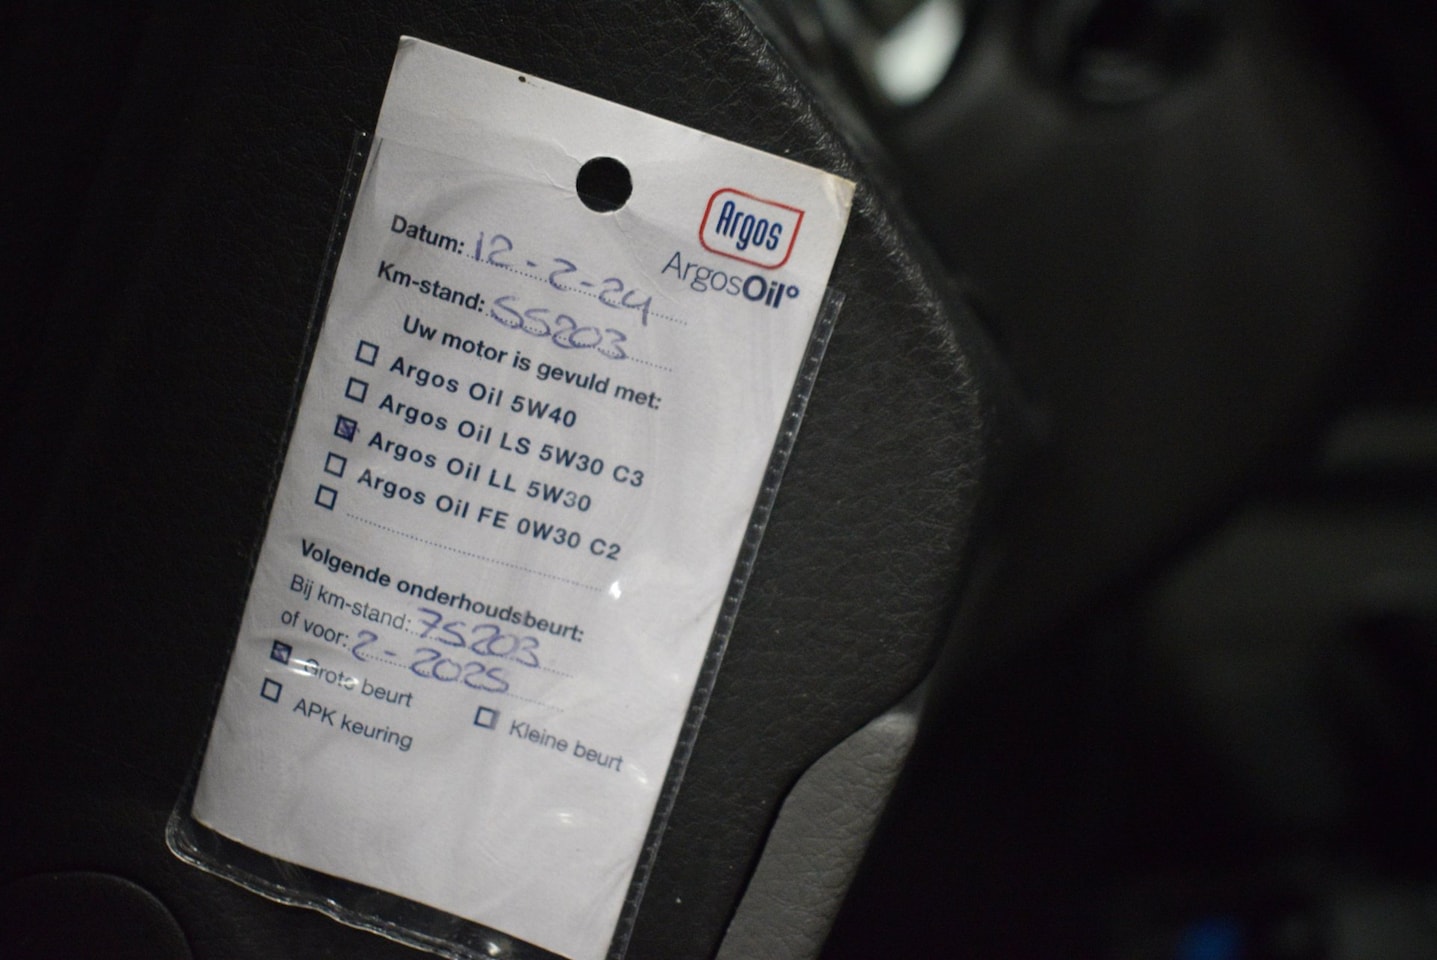 Argos
ArgosOil°
Datum: 12-2-24
Km-stand: 55203
Uw motor is gevuld met:
Argos Oil 5W40
Argos Oil LS 5W30 C3
Argos Oil LL 5W30
Argos Oil FE 0W30 C2
Volgende onderhoudsbeurt:
Bij km-stand: 75203
of voor: 2-2025
Grote beurt
Kleine beurt
APK keuring